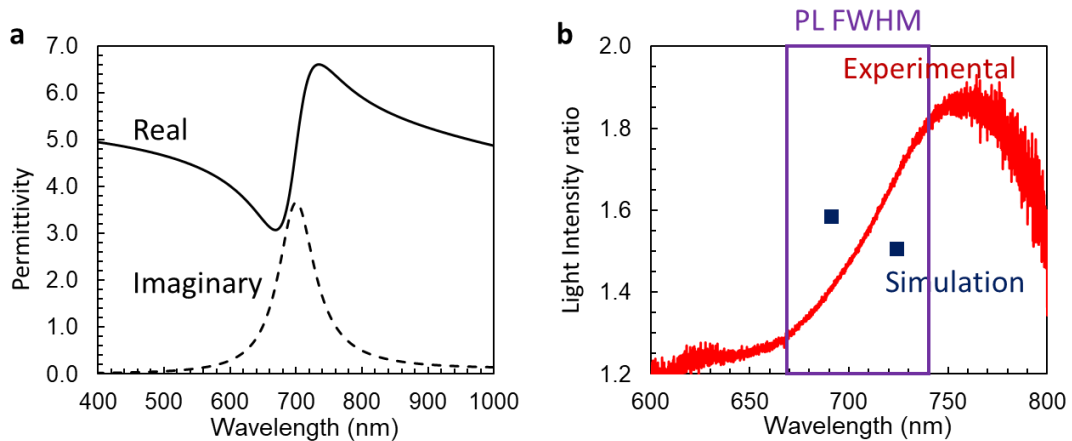 a
7.0
6.0
5.0
4.0
3.0
2.0
1.0
0.0
Permittivity
Real
Imaginary
400 500 600 700 800 900 1000
Wavelength (nm)
PL FWHM
b
2.0
1.8
1.6
1.4
1.2
Light Intensity ratio
Experimental
Simulation
600 650 700 750 800
Wavelength (nm)